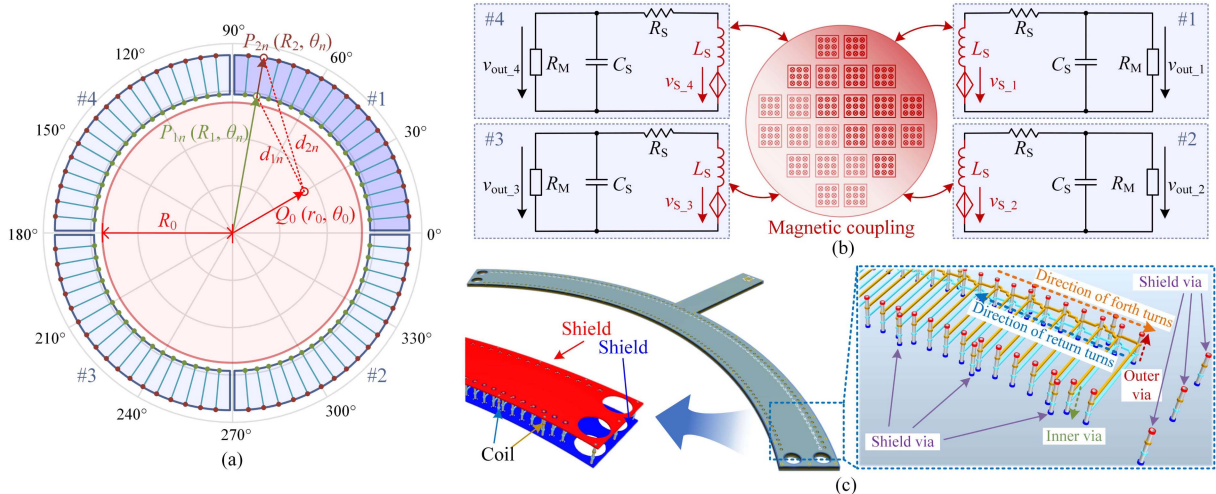 90°
120°
60°
150°
30°
180°
0°
210°
330°
240°
300°
270°
#4
#1
#3
#2
P2n (R2, θn)
P1n (R1, θn)
d1n
d2n
Q0 (r0, θ0)
R0
(a)
#4
RS
LS
vout_4
RM
CS
vS_4
#1
RS
LS
vS_1
CS
RM
vout_1
#3
RS
LS
vout_3
RM
CS
vS_3
#2
RS
LS
vS_2
CS
RM
vout_2
Magnetic coupling
(b)
Shield
Shield
Coil
Direction of forth turns
Direction of return turns
Shield via
Outer
via
Shield via
Inner via
(c)